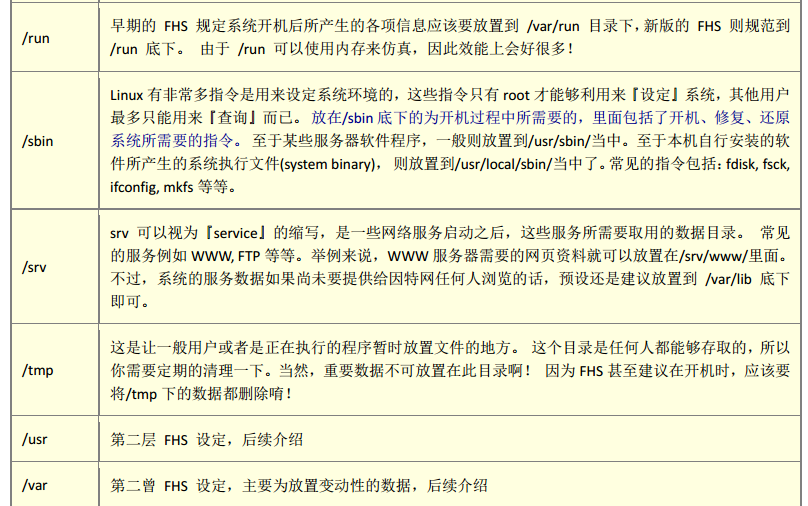 /run
早期的 FHS 规定系统开机后所产生的各项信息应该要放置到 /var/run 目录下，新版的 FHS 则规范到
/run 底下。 由于 /run 可以使用内存来仿真，因此效能上会好很多！
/sbin
Linux 有非常多指令是用来设定系统环境的，这些指令只有 root 才能够利用来『设定』系统，其他用户
最多只能用来『查询』而已。 放在/sbin 底下的为开机过程中所需要的，里面包括了开机、修复、还原
系统所需要的指令。 至于某些服务器软件程序，一般则放置到/usr/sbin/当中。至于本机自行安装的软
件所产生的系统执行文件(system binary)， 则放置到/usr/local/sbin/当中了。常见的指令包括：fdisk, fsck,
ifconfig, mkfs 等等。
/srv
srv 可以视为『service』的缩写，是一些网络服务启动之后，这些服务所需要取用的数据目录。 常见
的服务例如 WWW, FTP 等等。举例来说，WWW 服务器需要的网页资料就可以放置在/srv/www/里面。
不过，系统的服务数据如果尚未要提供给因特网任何人浏览的话，预设还是建议放置到 /var/lib 底下
即可。
/tmp
这是让一般用户或者是正在执行的程序暂时放置文件的地方。 这个目录是任何人都能够存取的，所以
你需要定期的清理一下。当然，重要数据不可放置在此目录啊！ 因为 FHS 甚至建议在开机时，应该要
将/tmp 下的数据都删除唷！
/usr
第二层 FHS 设定，后续介绍
/var
第二曾 FHS 设定，主要为放置变动性的数据，后续介绍